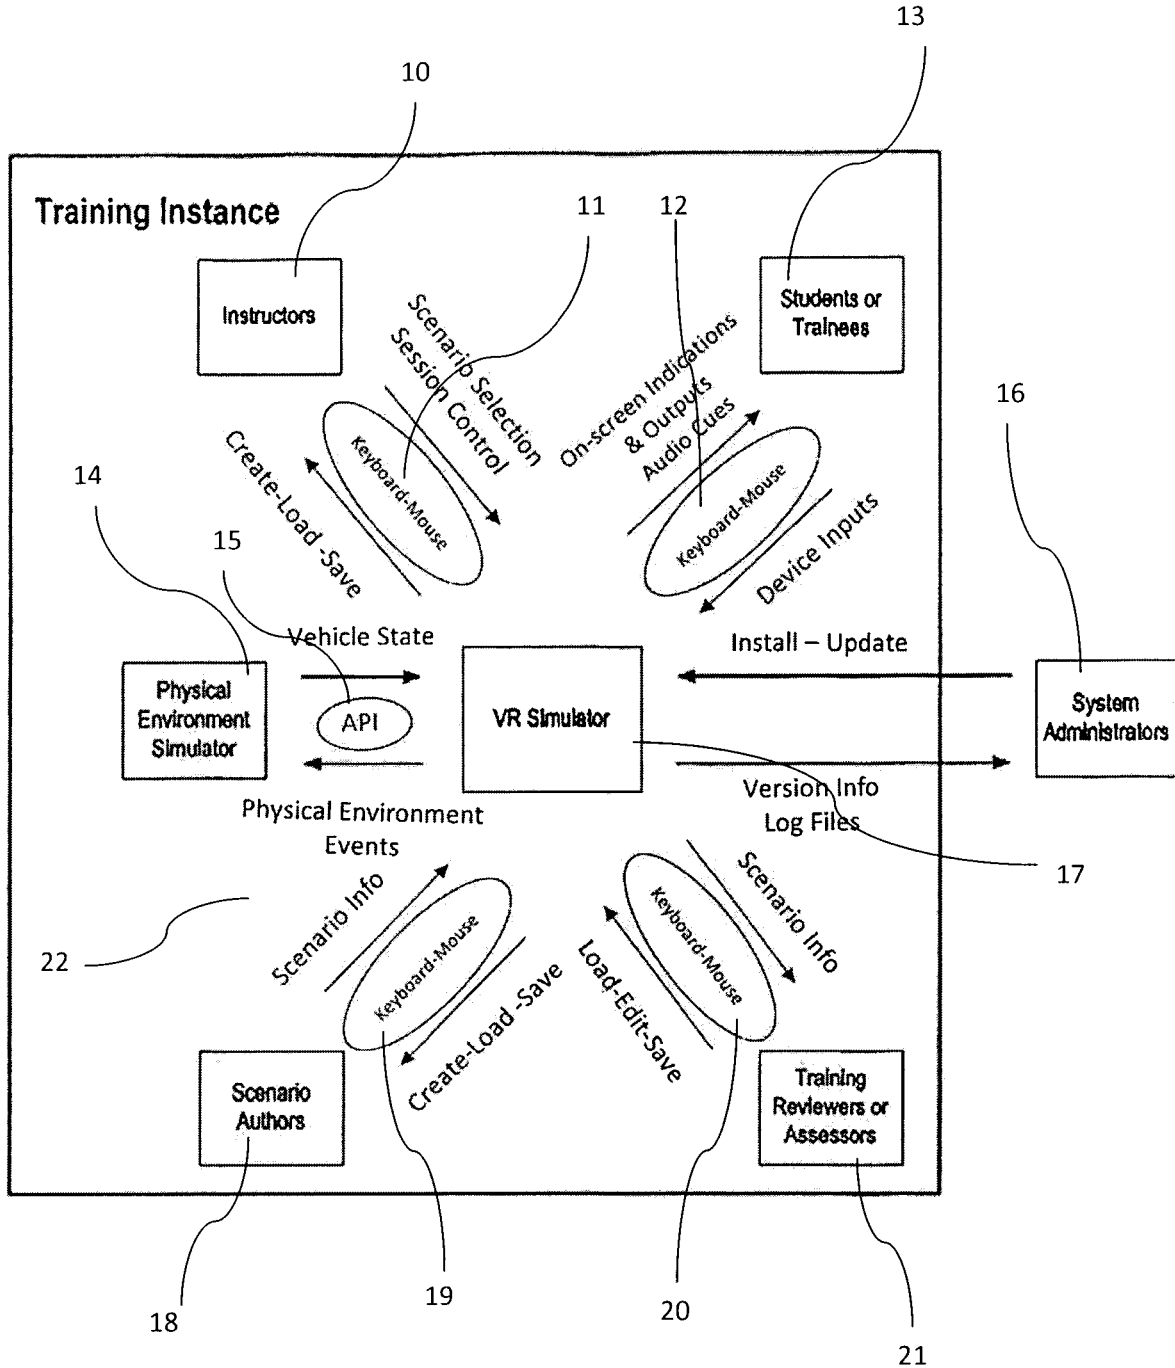 13
10
Training Instance
11
12
Instructors
Students or
Trainees
Scenario Selection
Session Control
On-screen Indications
& Outputs
Audio Cues
16
Keyboard-Mouse
Keyboard-Mouse
Create-Load -Save
Device Inputs
14
15
Vehicle State
Install – Update
Physical
Environment
Simulator
API
VR Simulator
System
Administrators
Physical Environment
Events
Version Info
Log Files
17
Scenario Info
Scenario Info
22
Keyboard-Mouse
Keyboard-Mouse
Create-Load -Save
Load-Edit-Save
Scenario
Authors
Training
Reviewers or
Assessors
18
19
20
21